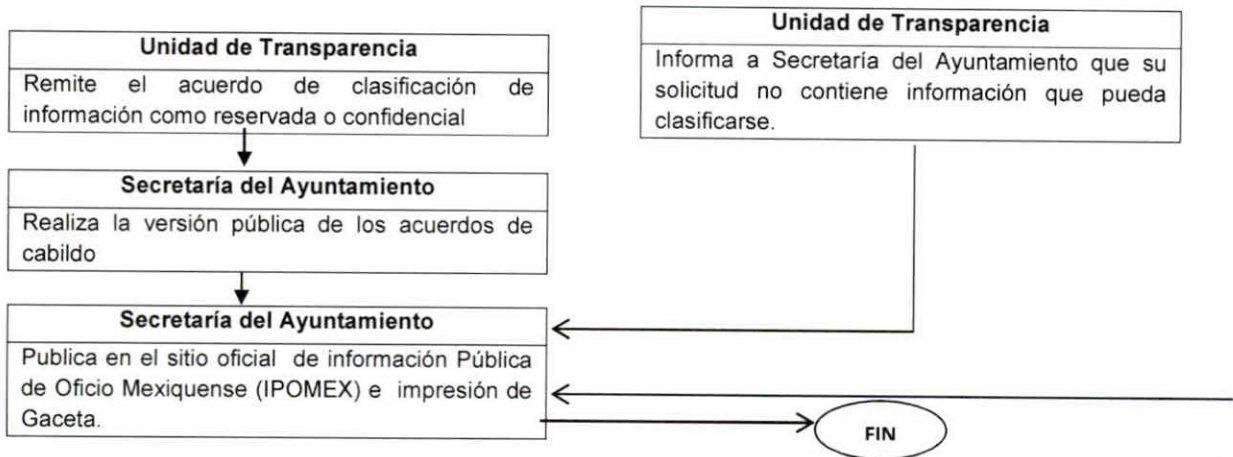 Unidad de Transparencia
Remite el acuerdo de clasificación de
información como reservada o confidencial
Unidad de Transparencia
Informa a Secretaría del Ayuntamiento que su
solicitud no contiene información que pueda
clasificarse.
Secretaría del Ayuntamiento
Realiza la versión pública de los acuerdos de
cabildo
Secretaría del Ayuntamiento
Publica en el sitio oficial de información Pública
de Oficio Mexiquense (IPOMEX) e impresión de
Gaceta.
FIN